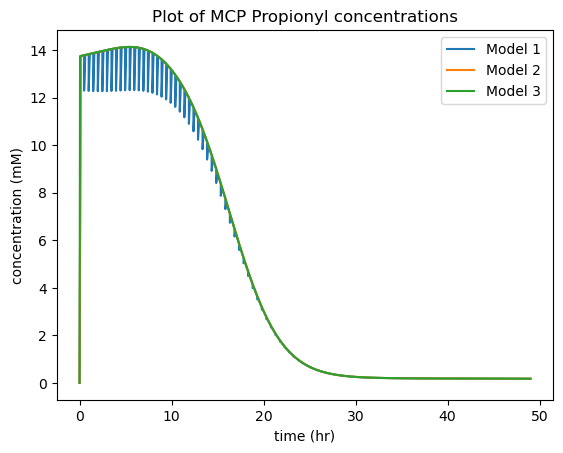 Plot of MCP Propionyl concentrations
Model 1
Model 2
Model 3
concentration (mM)
14
12
10
8
6
4
2
0
0 10 20 30 40 50
time (hr)